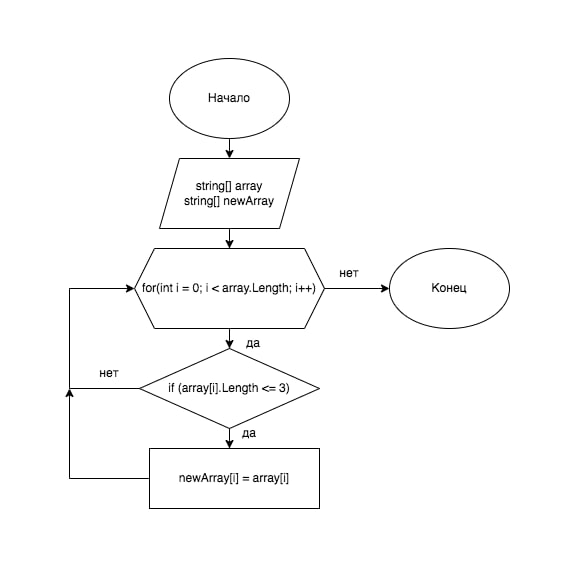 Начало
string[] array
string[] newArray
for(int i = 0; i < array.Length; i++)
нет
Конец
да
нет
if (array[i].Length <= 3)
да
newArray[i] = array[i]